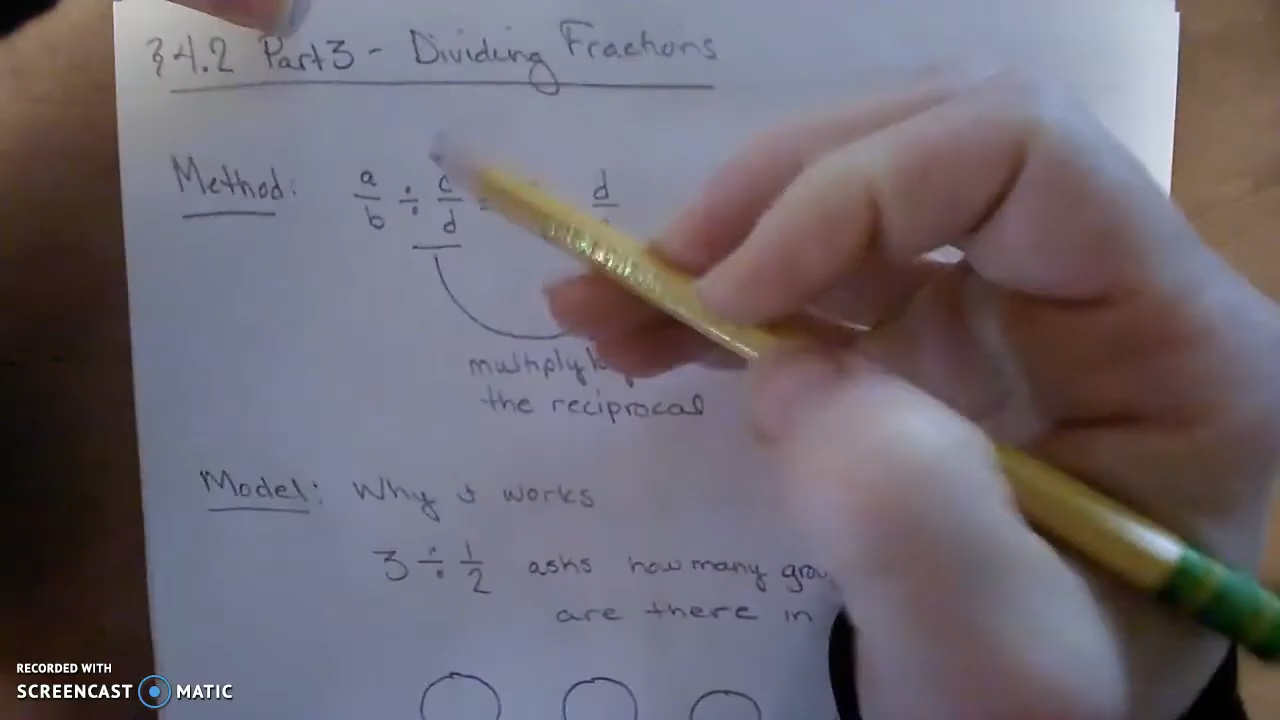 §4.2 Part 3 - Dividing Fractions
Method: a/b ÷ c/d = d
multiply
the reciprocal
Model: Why it works
3 ÷ 1/2 asks how many
are there in
RECORDED WITH
SCREENCAST MATIC